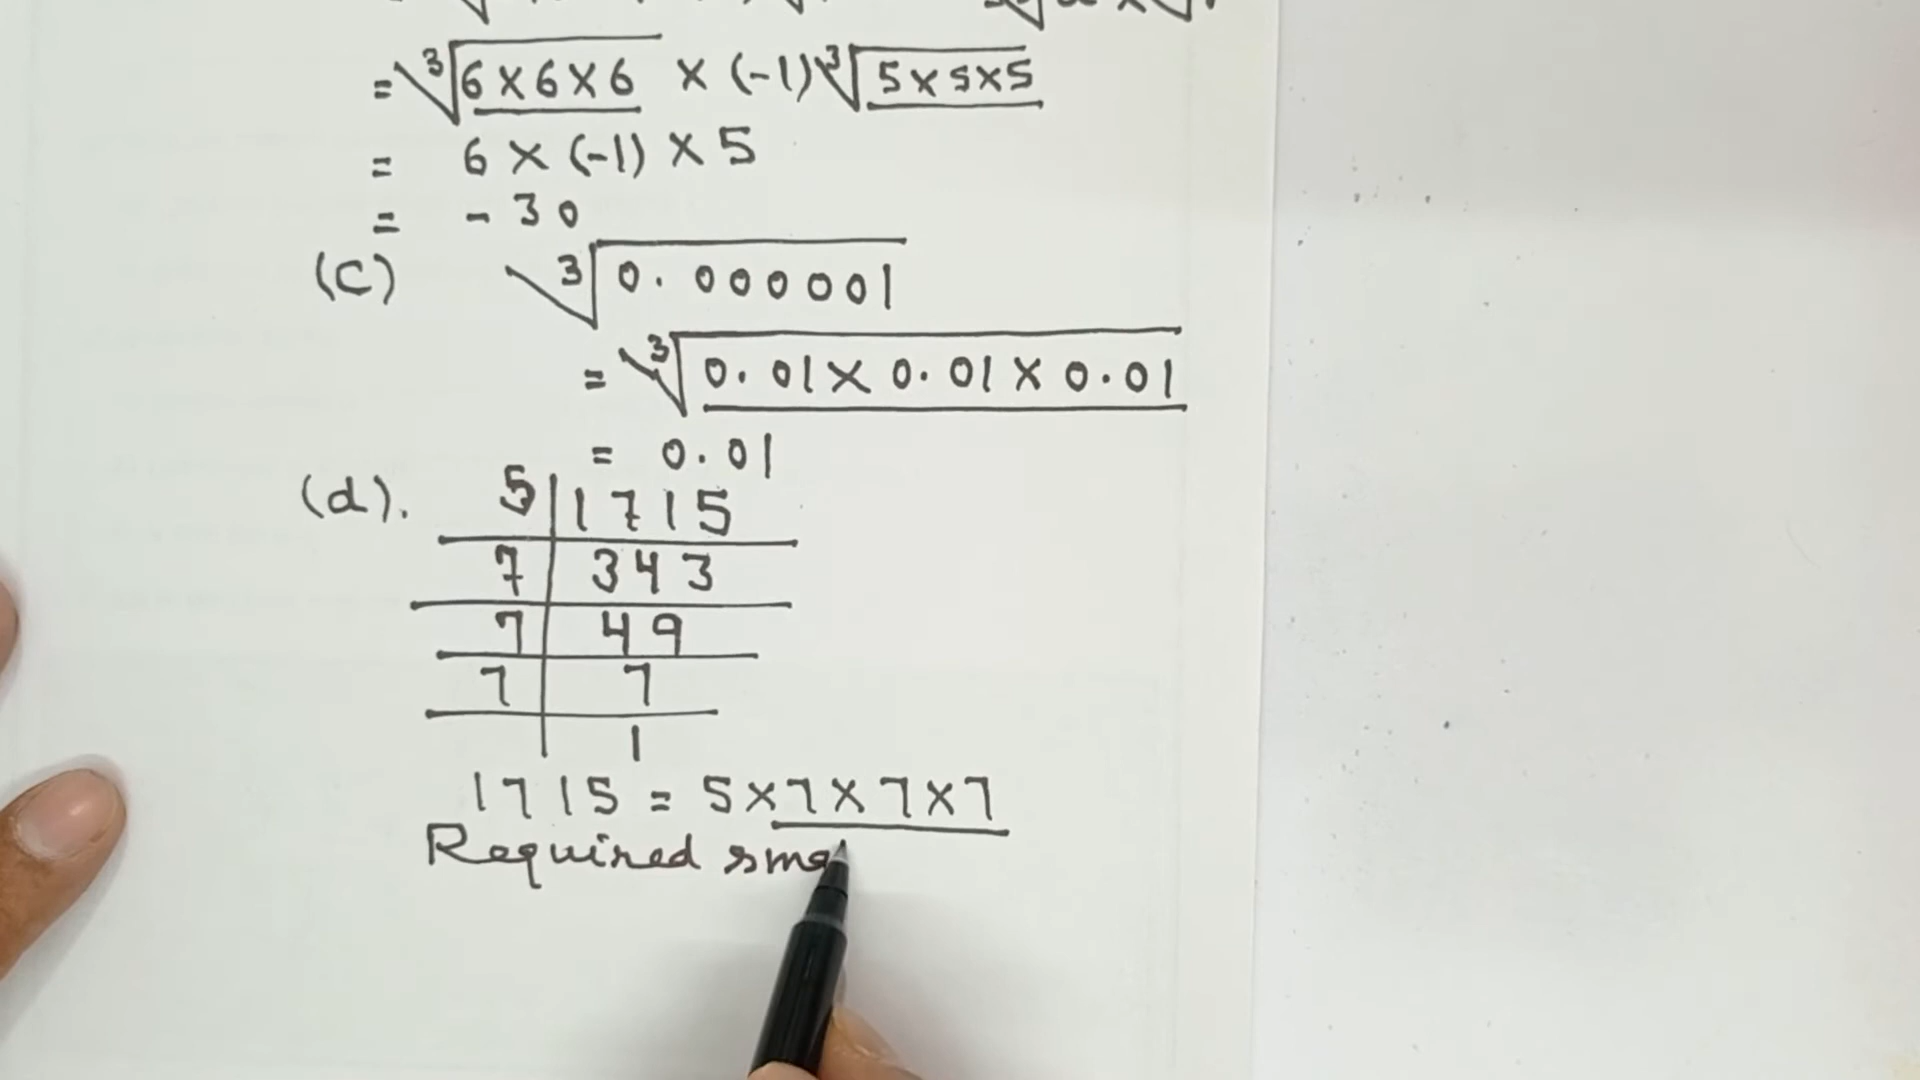 = ∛6×6×6 × (-1) ∛5×5×5
= 6 × (-1) × 5
= -30
(C) ∛0.000001
= ∛0.01 × 0.01 × 0.01
= 0.01
(d). 5 | 1715
7 | 343
7 | 49
7 | 7
| 1
1715 = 5×7×7×7
Required sma